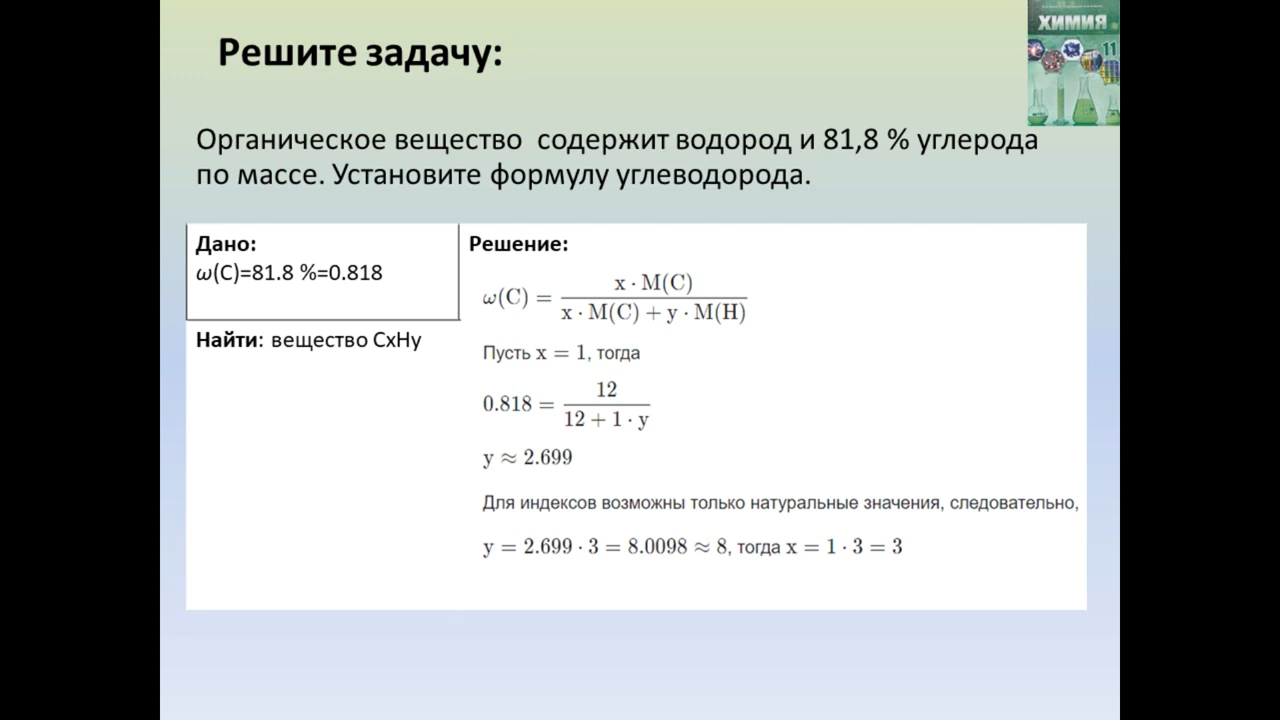 Решите задачу:
ХИМИЯ
11
Органическое вещество содержит водород и 81,8 % углерода
по массе. Установите формулу углеводорода.
Дано:
ω(C)=81.8 %=0.818
Найти: вещество СхНу
Решение:
ω(C) = x · M(C) / x · M(C) + y · M(H)
Пусть x = 1, тогда
0.818 = 12 / 12 + 1 · y
y ≈ 2.699
Для индексов возможны только натуральные значения, следовательно,
y = 2.699 · 3 = 8.0098 ≈ 8, тогда x = 1 · 3 = 3